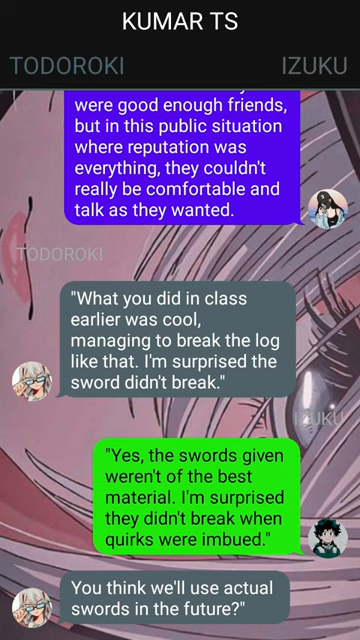 KUMAR TS
TODOROKI IZUKU
were good enough friends,
but in this public situation
where reputation was
everything, they couldn't
really be comfortable and
talk as they wanted.
TODOROKI
"What you did in class
earlier was cool,
managing to break the log
like that. I'm surprised the
sword didn't break."
IZUKU
"Yes, the swords given
weren't of the best
material. I'm surprised
they didn't break when
quirks were imbued."
You think we'll use actual
swords in the future?"